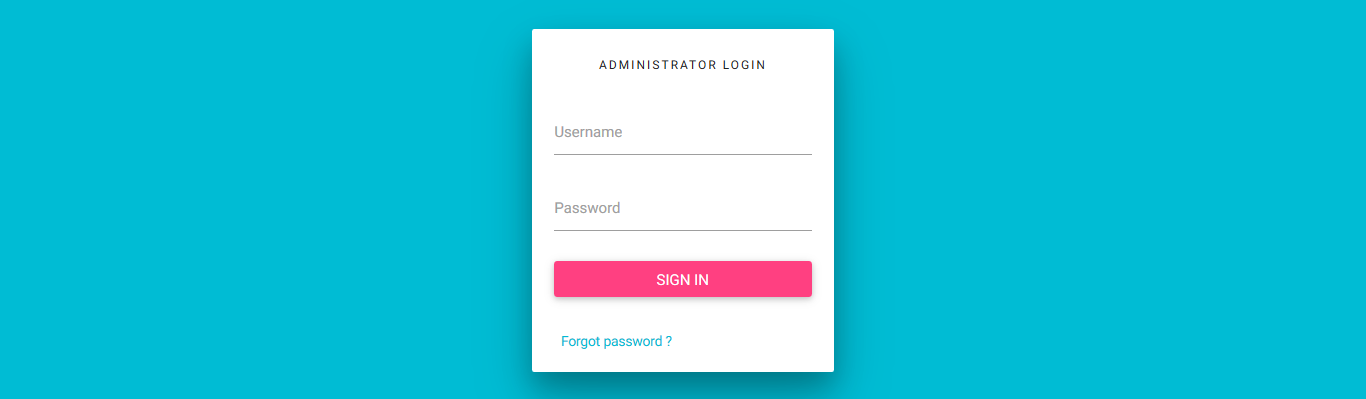 ADMINISTRATOR LOGIN
Username
Password
SIGN IN
Forgot password ?